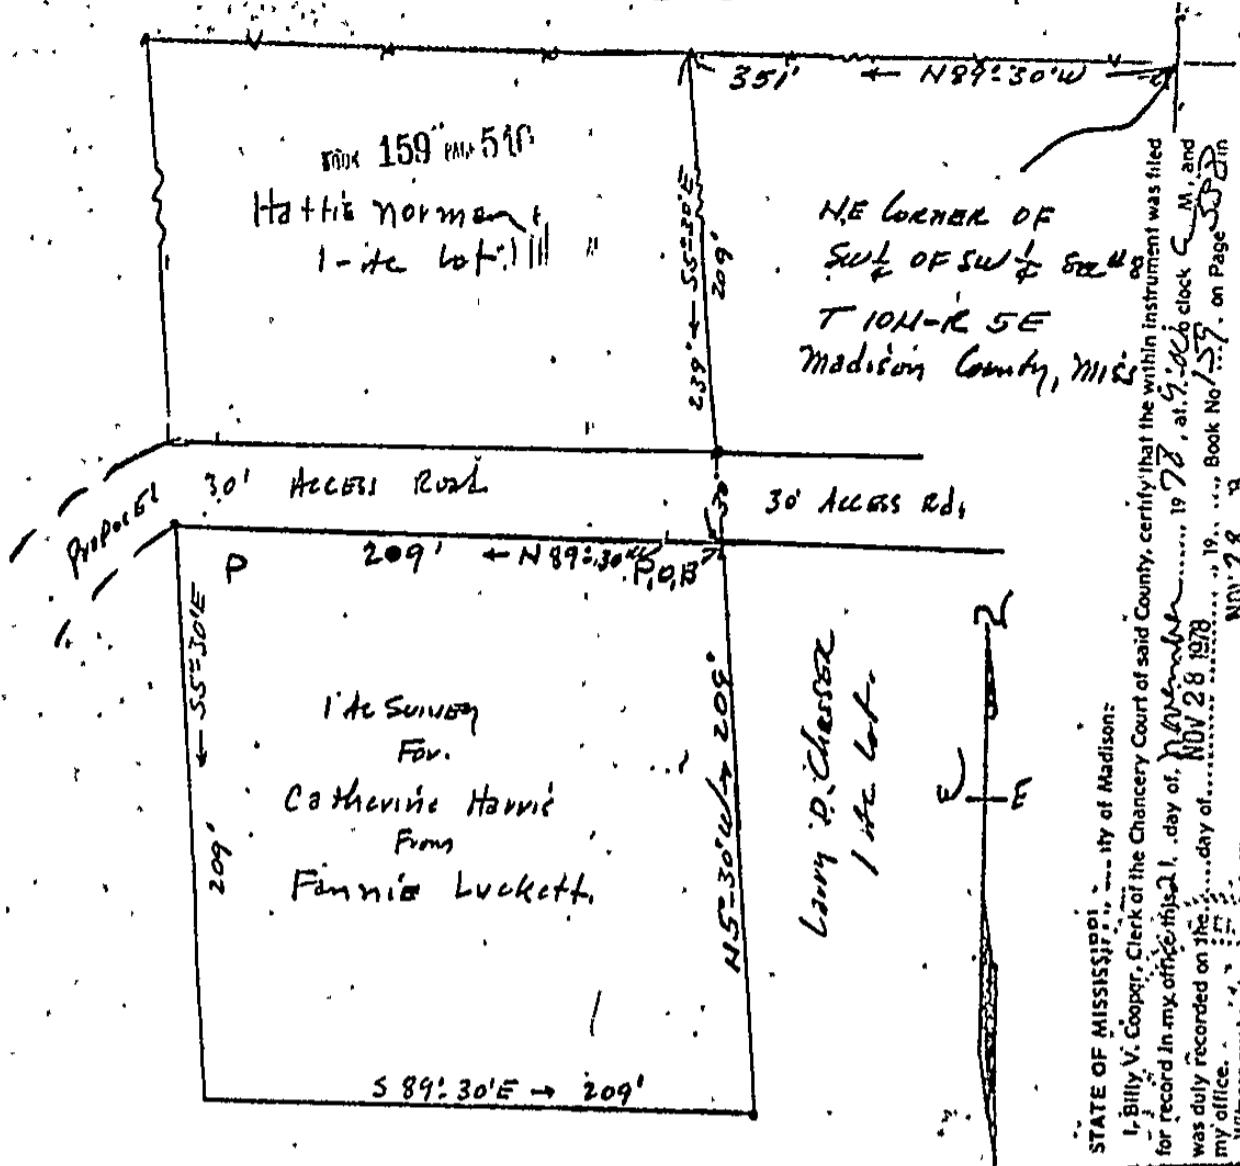 351' ← N89°30'W
BOOK 159 PAGE
Hattie Norman
1-Ac Lot
239' ← S5°30'E
209'
NE CORNER OF
SW¼ OF SW¼ Sec
T 10N-R 5E
Madison County, Miss
PROPOSED
30' ACCESS ROAD
30'
30' ACCESS Rd.
P
209' ← N89°30'W
P.O.B
← S5°30'E
209'
1 Ac SURVEY
For
Catherine Harris
From
Fannie Luckett.
N5°30'W → 209'
Larry D. Chasser
1 Ac Lot.
N
W E
S 89°30'E → 209'
STATE OF MISSISSIPPI, County of Madison:
I, Billy V. Cooper, Clerk of the Chancery Court of said County, certify that the within instrument was filed
for record in my office this 21 day of November 1978, at 9:00 o'clock M, and
was duly recorded on the day of NOV 28 1978, 19, Book No 159, on Page in
my office.
NOV 28